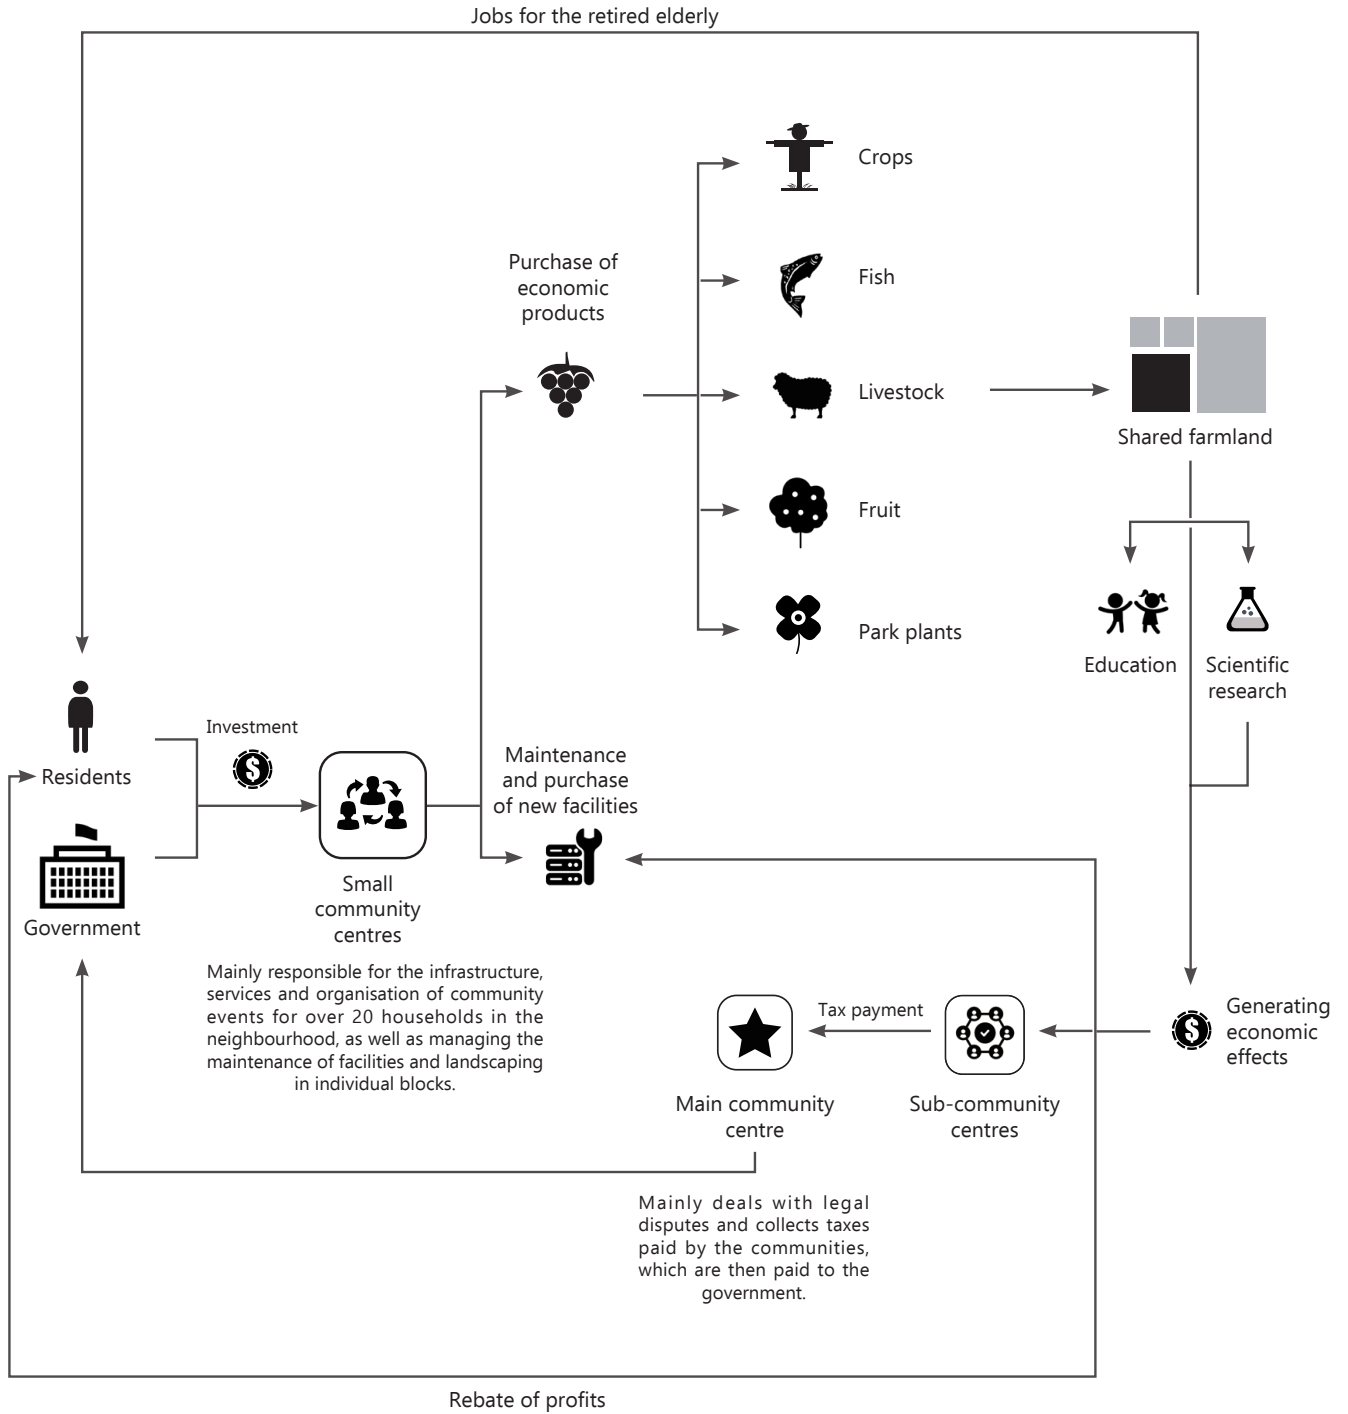 Jobs for the retired elderly
Crops
Purchase of
economic
products
Fish
Livestock
Shared farmland
Fruit
Park plants
Education
Scientific
research
Investment
Residents
Maintenance
and purchase
of new facilities
Small
community
centres
Government
Mainly responsible for the infrastructure,
services and organisation of community
events for over 20 households in the
neighbourhood, as well as managing the
maintenance of facilities and landscaping
in individual blocks.
Tax payment
Generating
economic
effects
Main community
centre
Sub-community
centres
Mainly deals with legal
disputes and collects taxes
paid by the communities,
which are then paid to the
government.
Rebate of profits